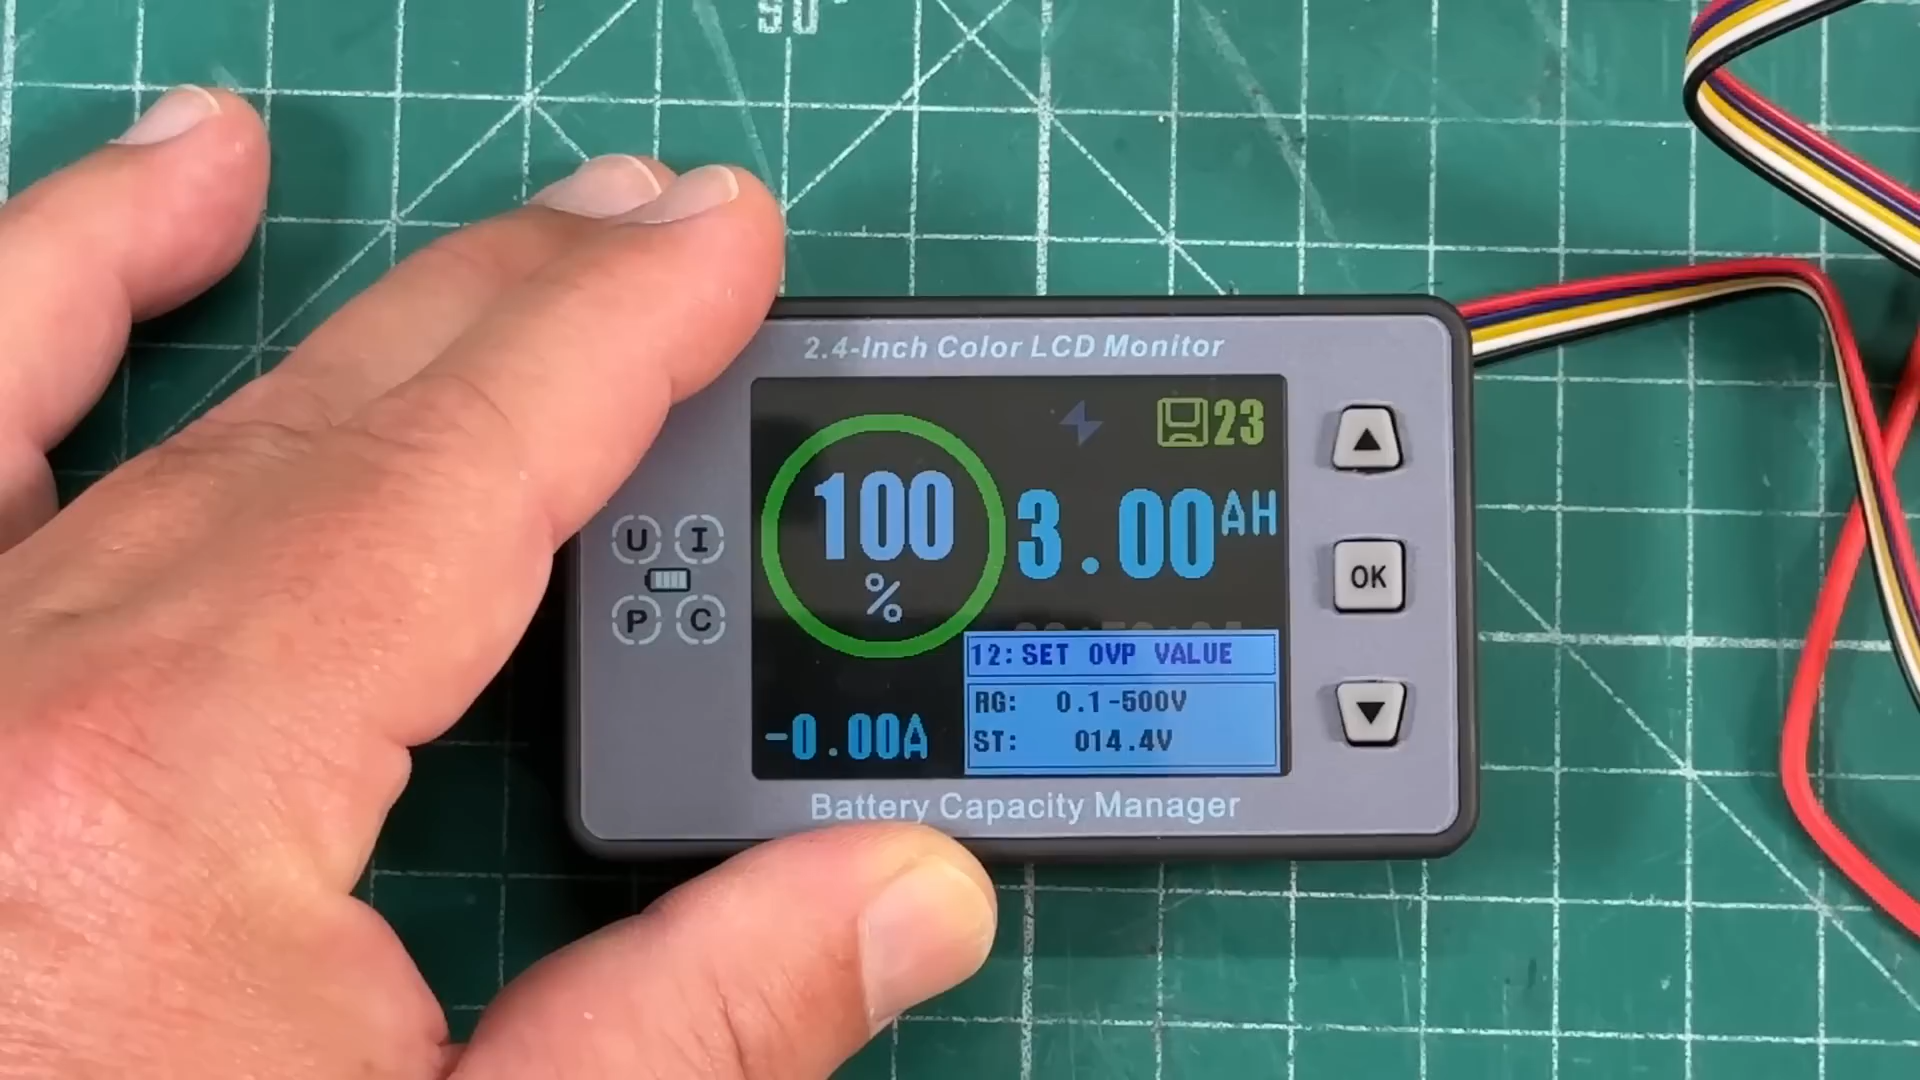 2.4-Inch Color LCD Monitor
23
100
%
3.00AH
U I
P C
OK
12:SET OVP VALUE
RG: 0.1-500V
ST: 014.4V
-0.00A
Battery Capacity Manager